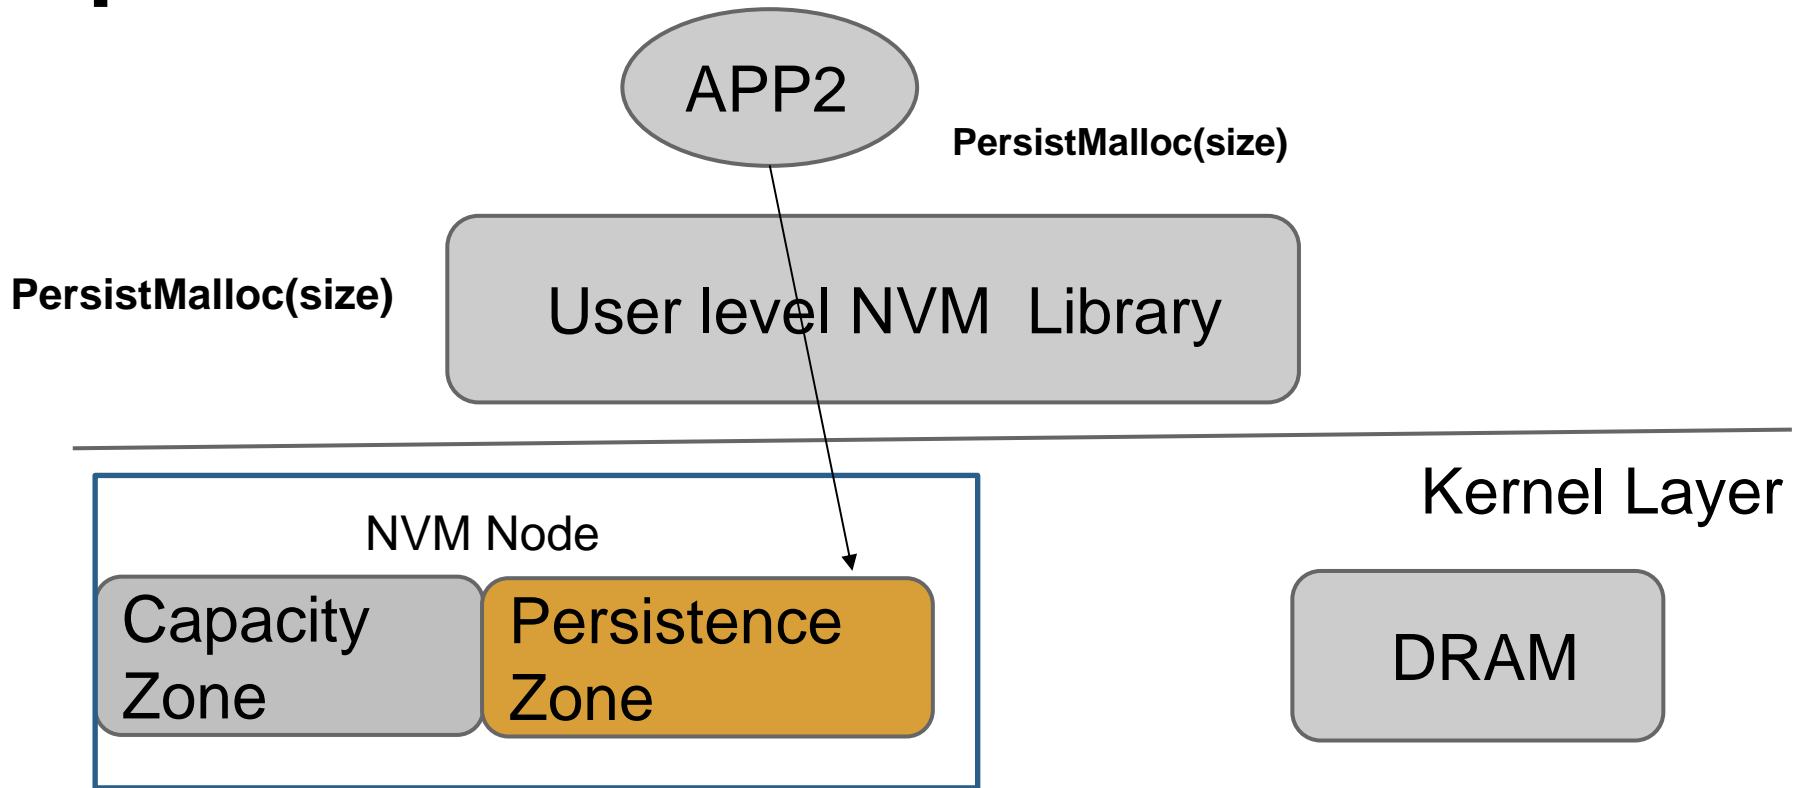 APP2
PersistMalloc(size)
PersistMalloc(size)
User level NVM  Library
Kernel Layer
NVM Node
Capacity
Zone
Persistence
Zone
DRAM